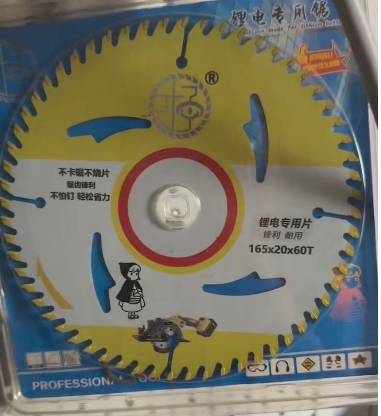 锂电专用锯
®
不卡锯不烧片
锯齿锋利
不怕钉 轻松省力
锂电专用片
锋利 耐用
165x20x60T
PROFESSIONAL